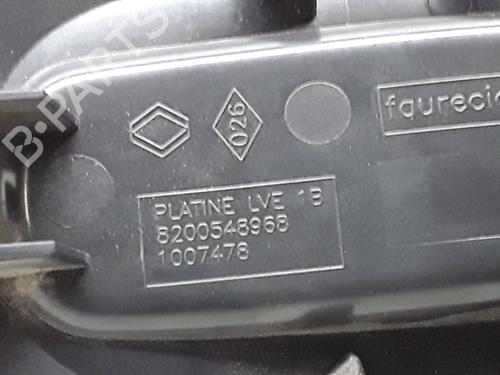 B-PARTS
026
faurecia
PLATINE LVE 1B
8200548968
1007478